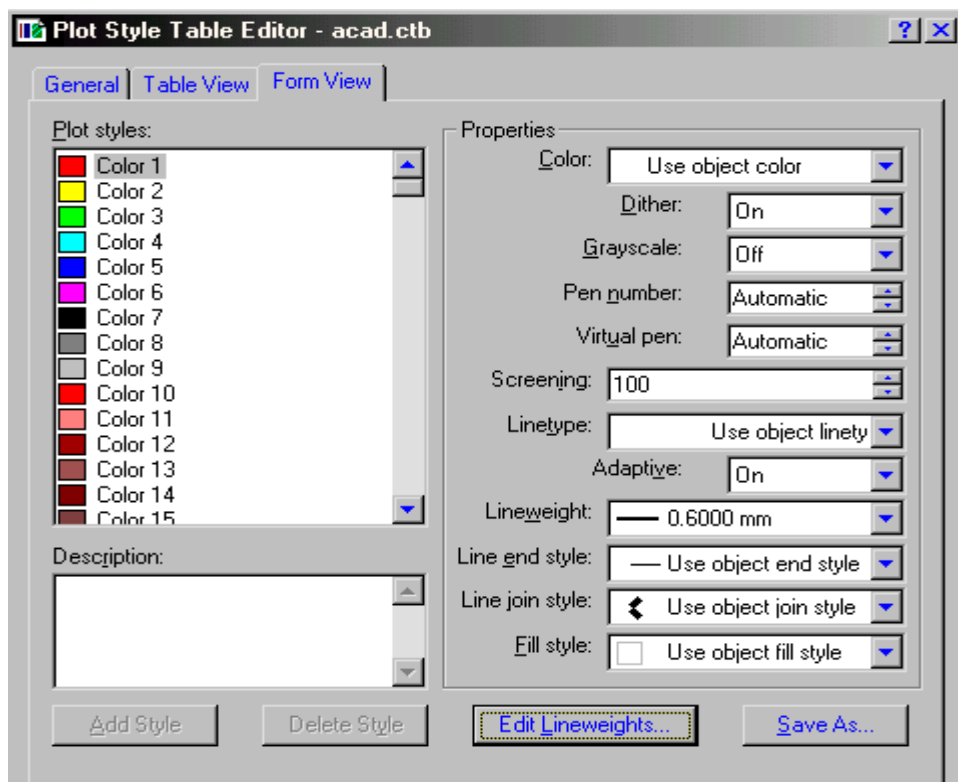 Plot Style Table Editor - acad.ctb
General Table View Form View
Plot styles:
Color 1
Color 2
Color 3
Color 4
Color 5
Color 6
Color 7
Color 8
Color 9
Color 10
Color 11
Color 12
Color 13
Color 14
Color 15
Description:
Add Style
Delete Style
Properties
Color: Use object color
Dither: On
Grayscale: Off
Pen number: Automatic
Virtual pen: Automatic
Screening: 100
Linetype: Use object linety
Adaptive: On
Lineweight: 0.6000 mm
Line end style: Use object end style
Line join style: Use object join style
Fill style: Use object fill style
Edit Lineweights...
Save As...